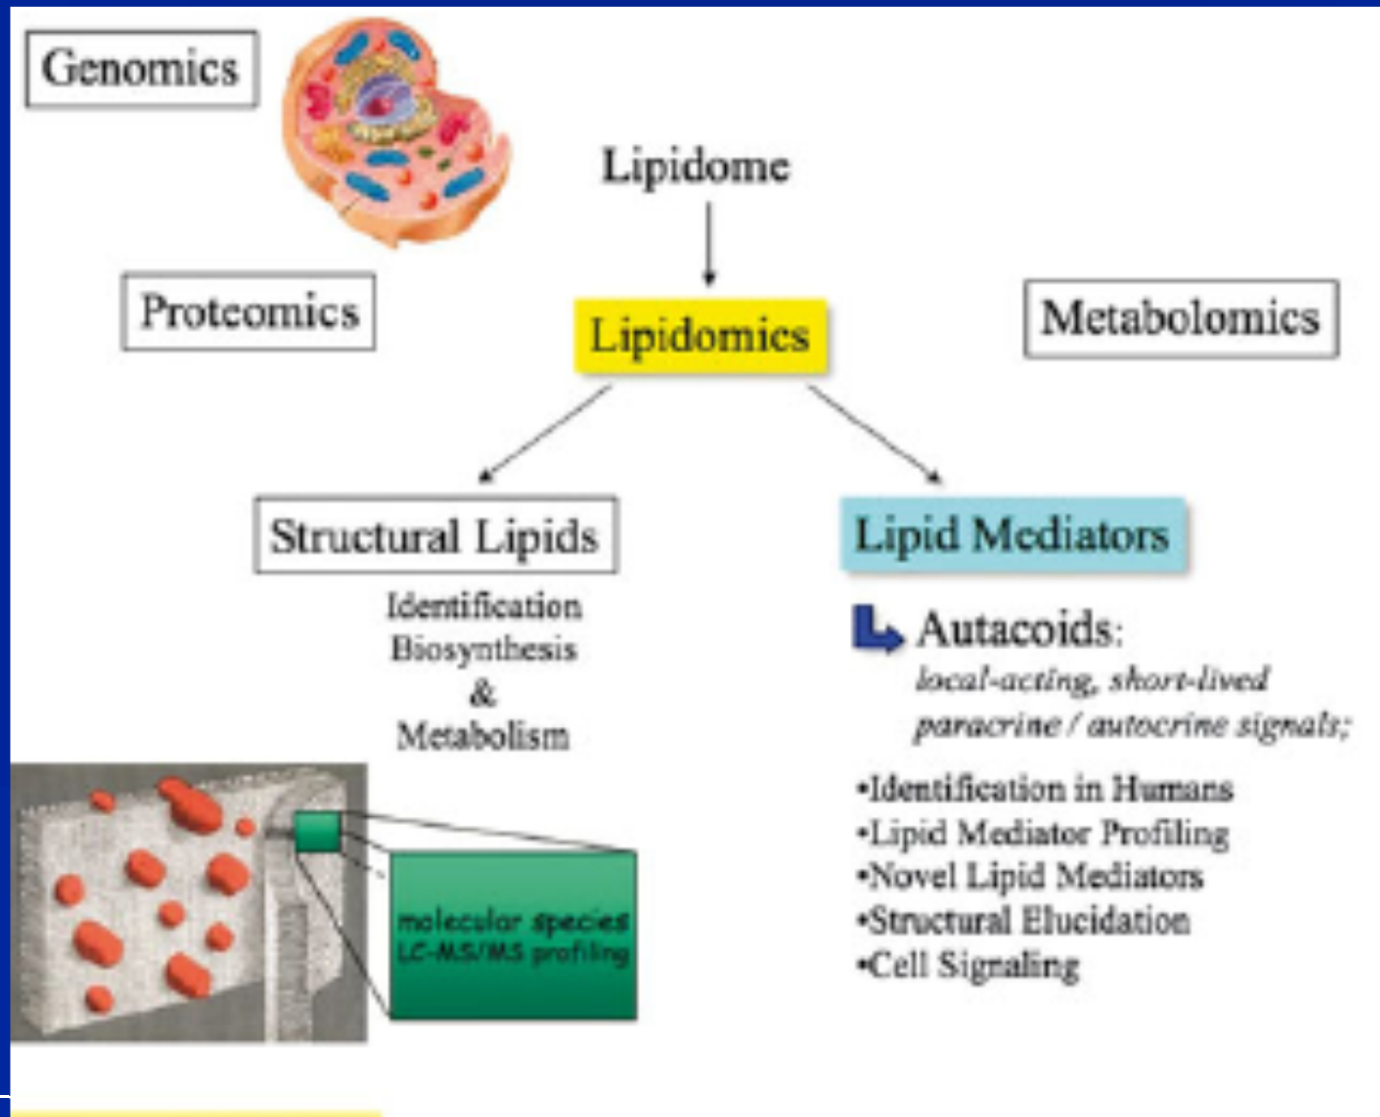 Genomics
Lipidome
Proteomics
Lipidomics
Metabolomics
Structural Lipids
Identification
Biosynthesis
&
Metabolism
molecular species
LC-MS/MS profiling
Lipid Mediators
Autacoids:
local-acting, short-lived
paracrine / autocrine signals;
•Identification in Humans
•Lipid Mediator Profiling
•Novel Lipid Mediators
•Structural Elucidation
•Cell Signaling